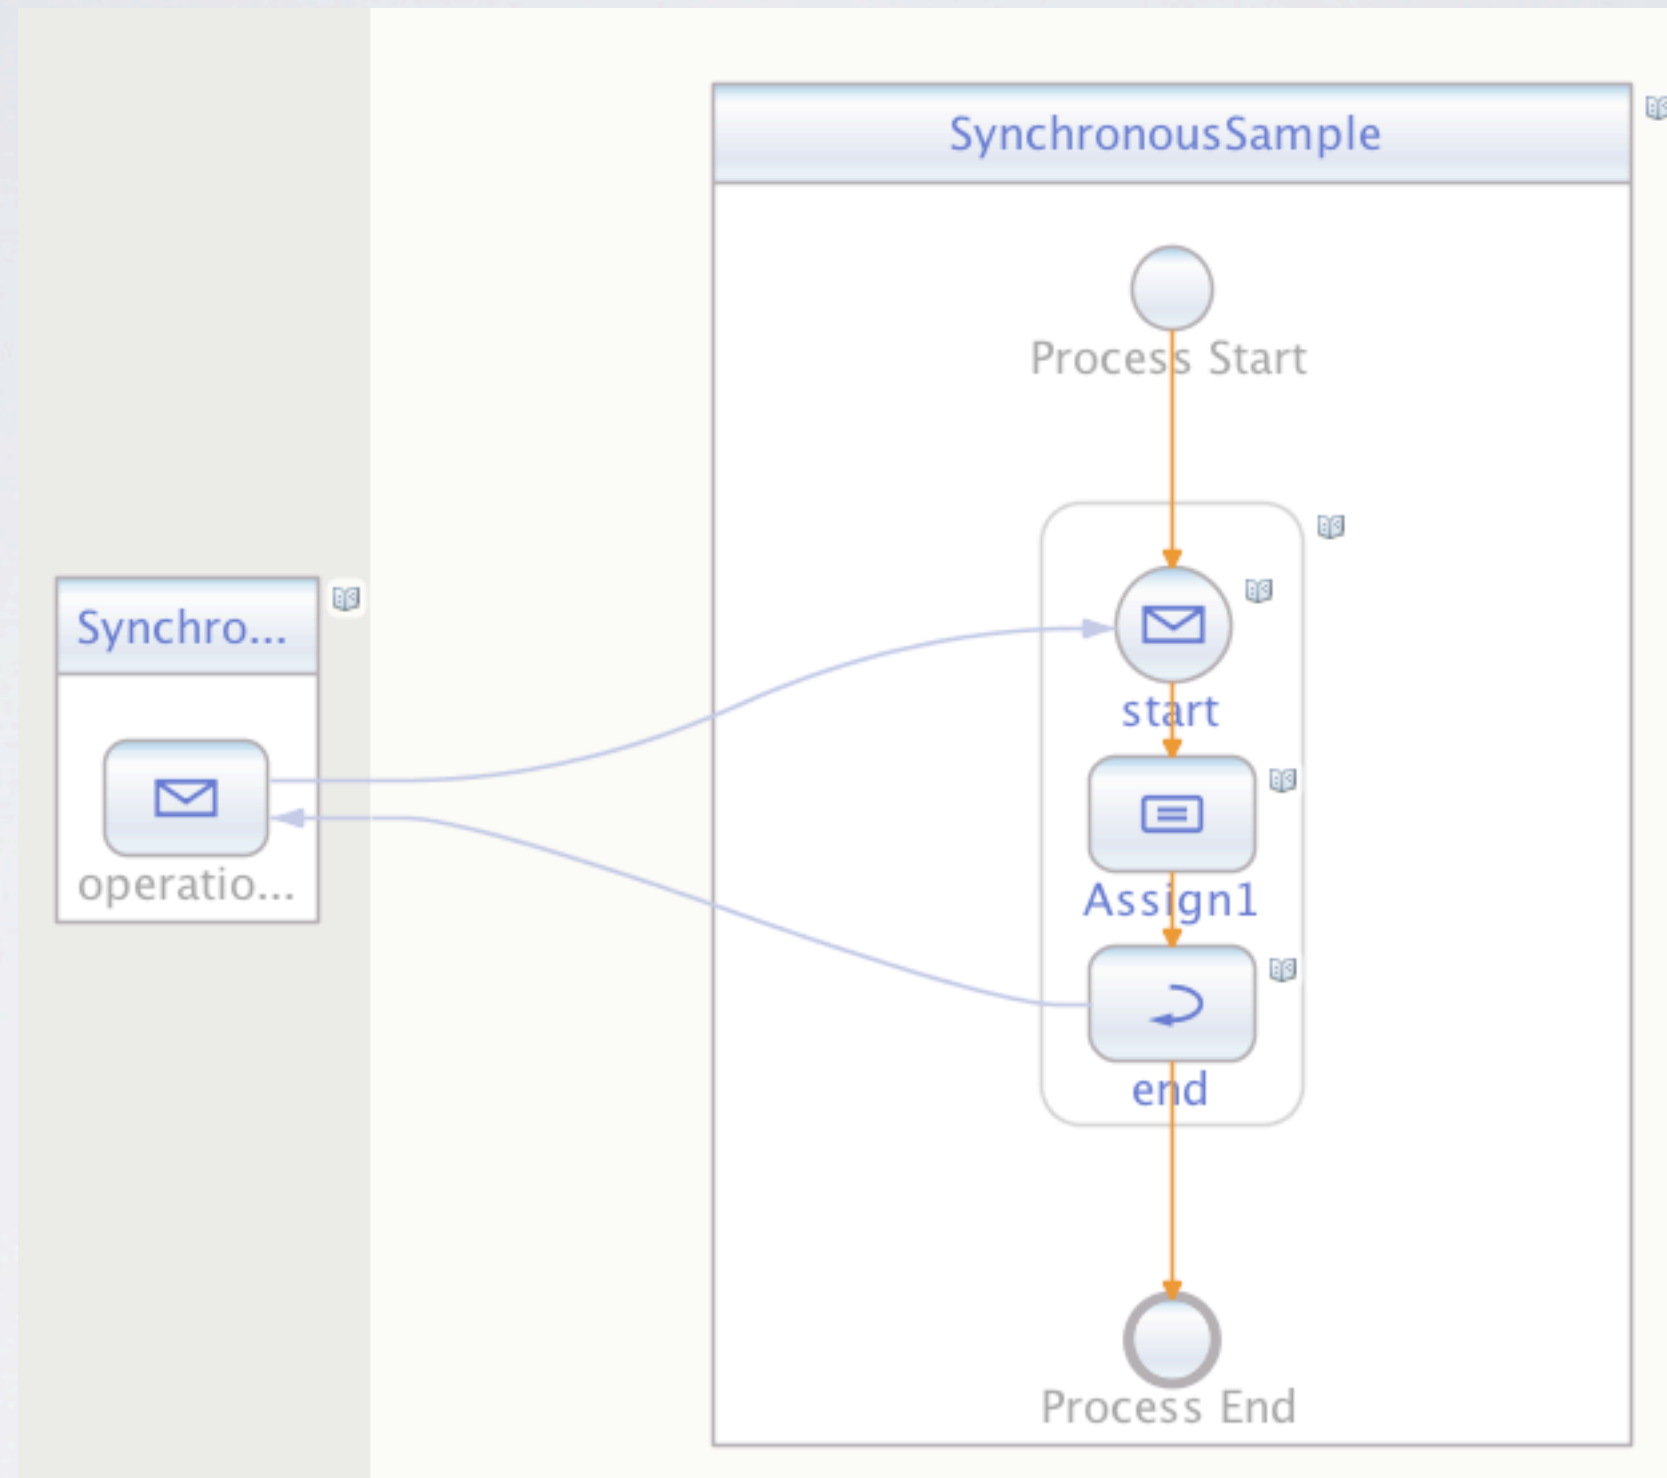 SynchronousSample
Process Start
Synchro...
operatio...
start
Assign1
end
Process End